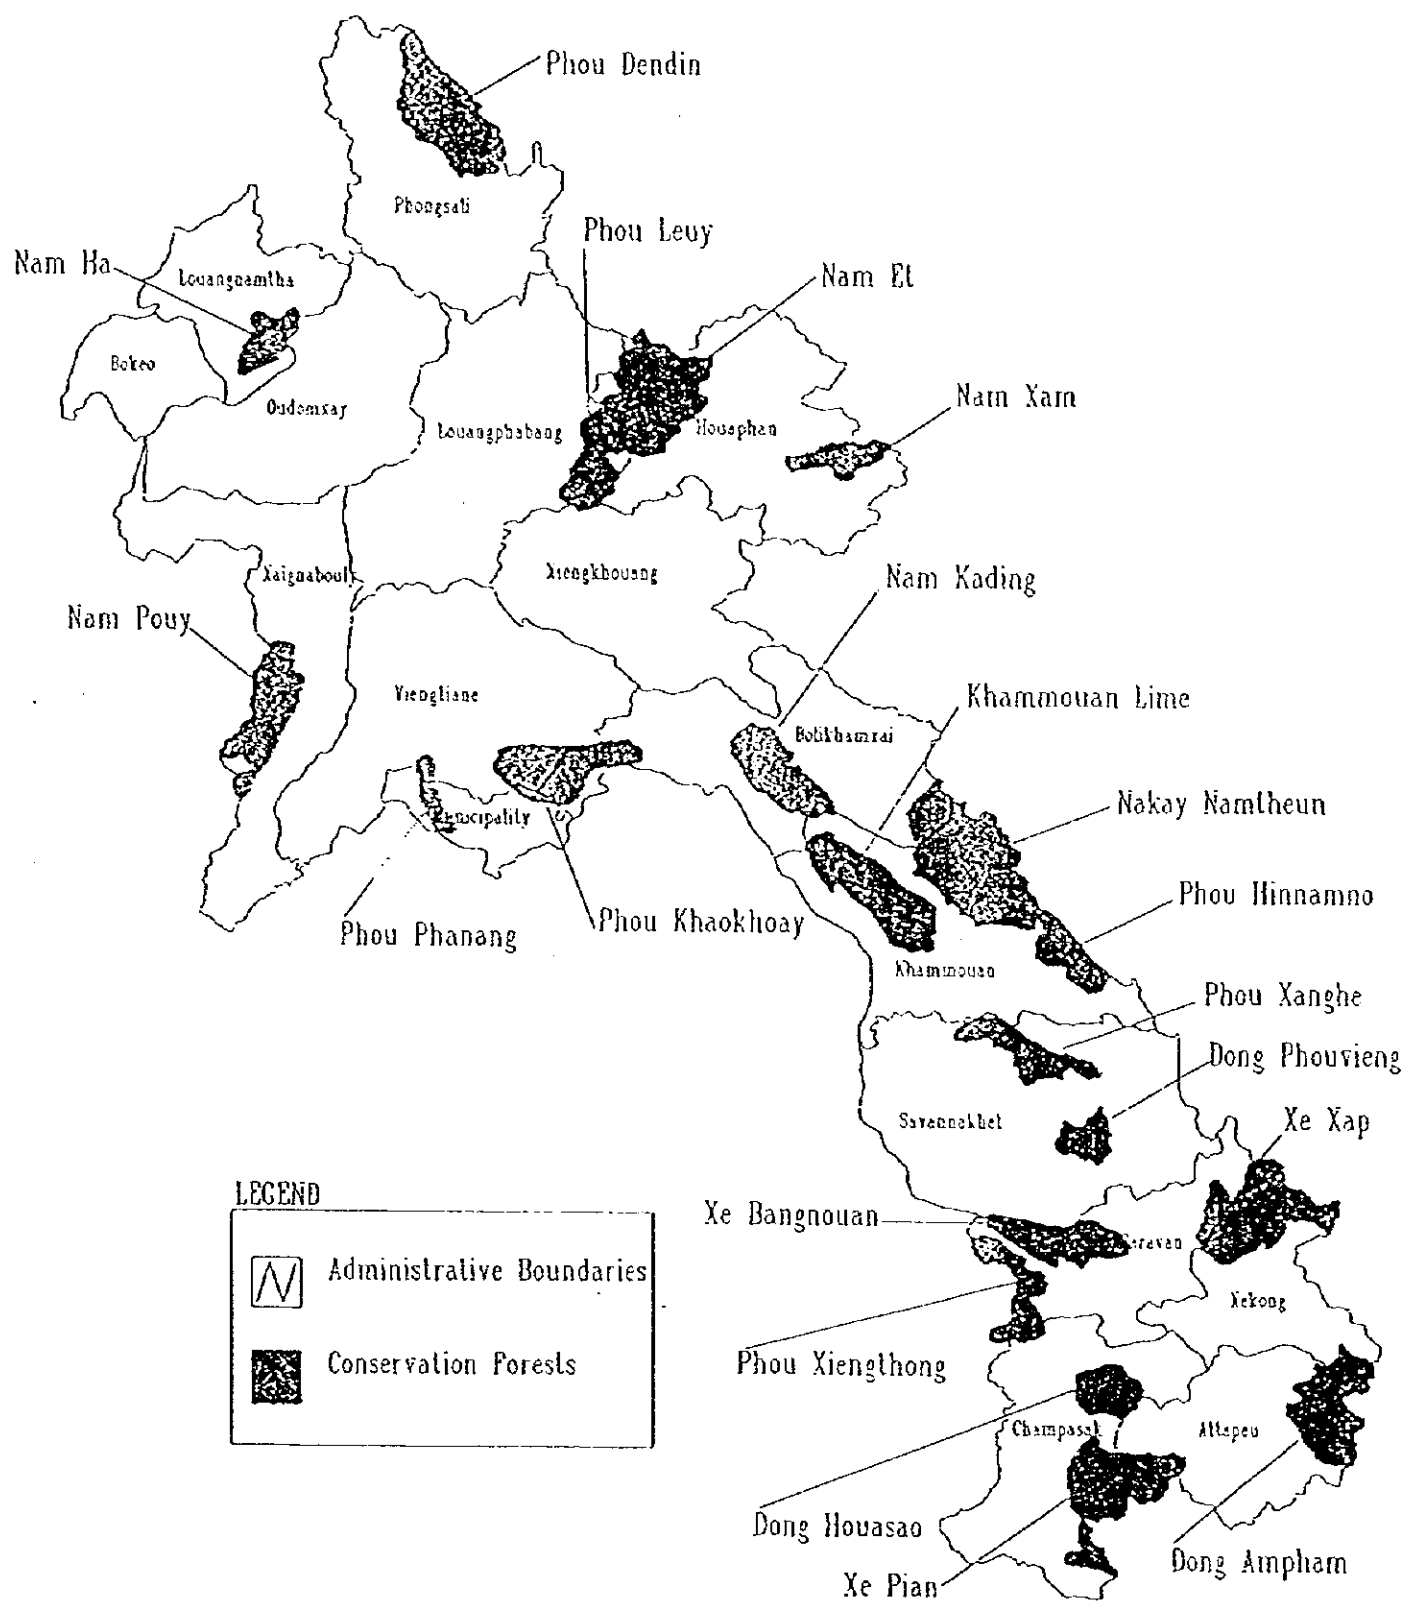 Phou Dendin
Phongsali
Phou Leuy
Nam Ha
Louangnamtha
Nam Et
Bokeo
Nam Xam
Oudomxay
Louangphabang
Houaphan
Xaignabouly
Xiengkhouang
Nam Kading
Nam Pouy
Viengtiane
Khammouan Lime
Bolikhamxai
Nakay Namtheun
Municipality
Phou Hinnamno
Phou Phanang
Phou Khaokhoay
Khammouan
Phou Xanghe
Dong Phouvieng
Savannakhet
Xe Xap
LEGEND
Xe Bangnouan
Saravan
Administrative Boundaries
Xekong
Conservation Forests
Phou Xiengthong
Champasak
Attapeu
Dong Houasao
Dong Ampham
Xe Pian